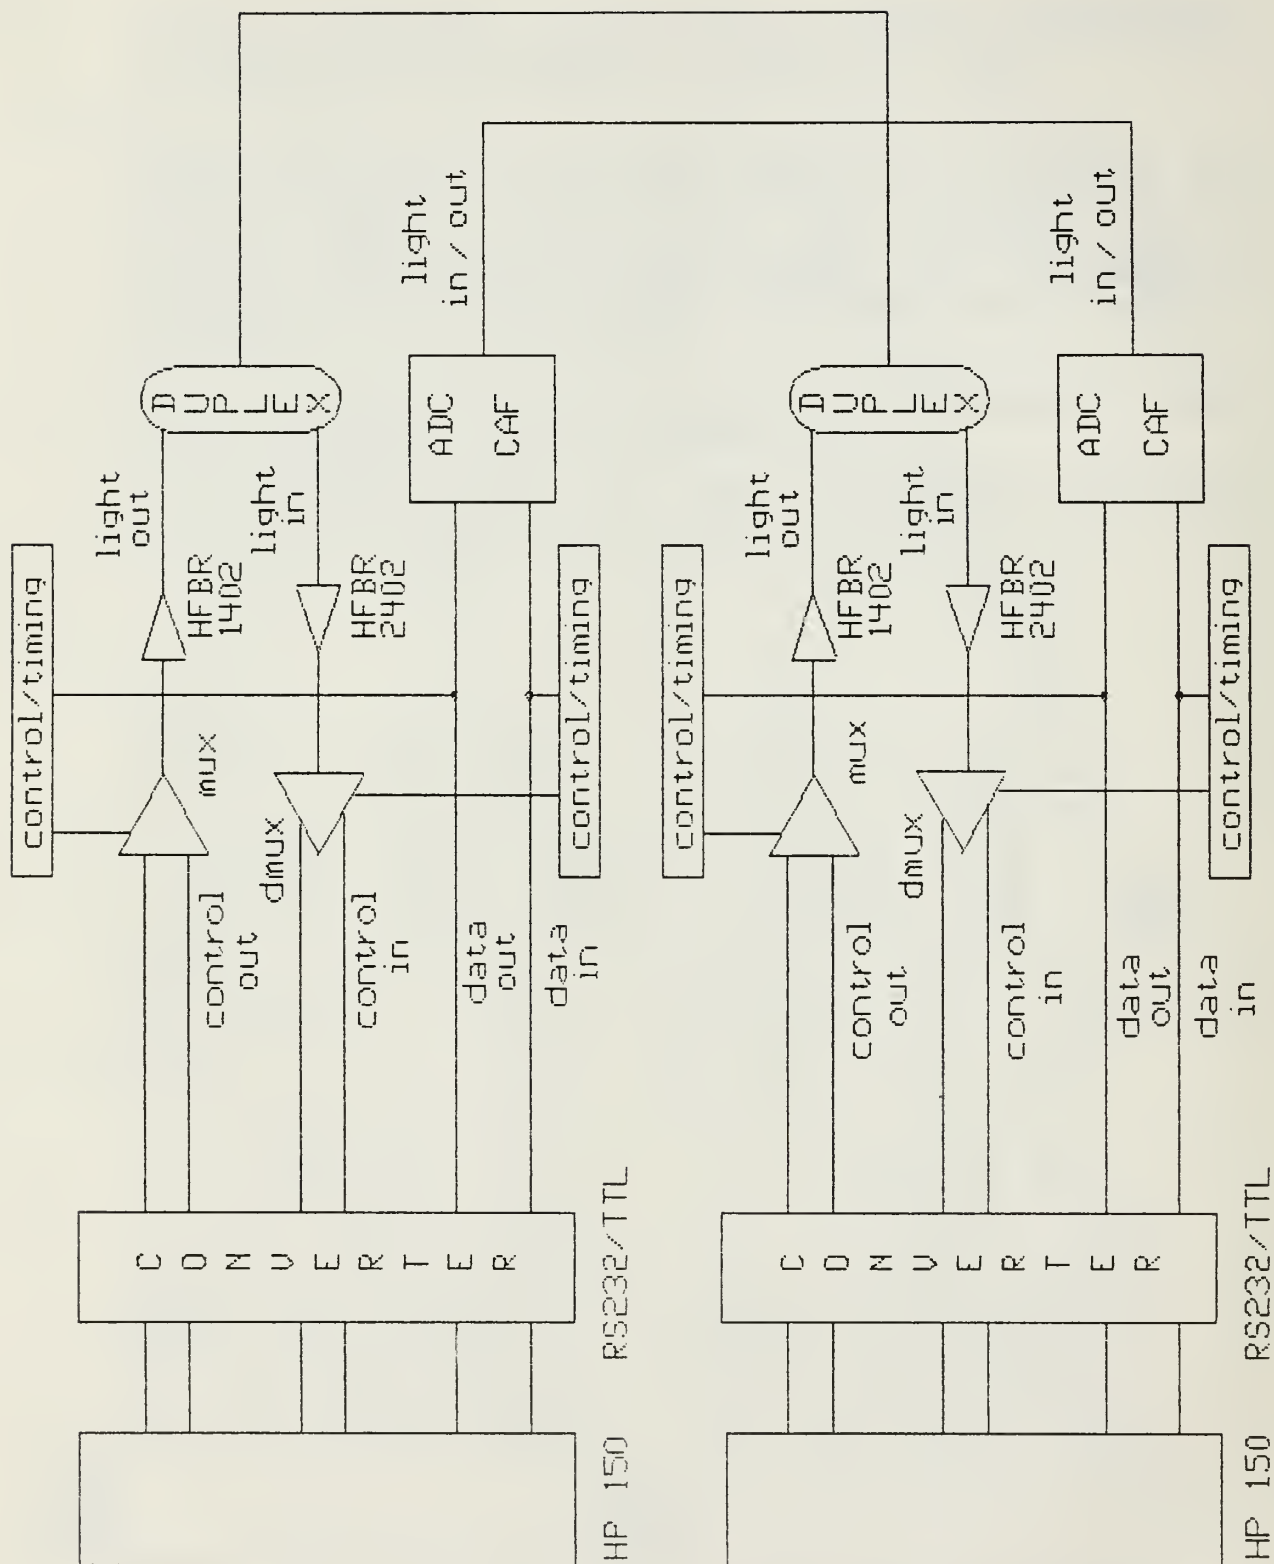 HP 150
RS232/TTL
CONVERTER
control
out
control
in
data
out
data
in
mux
dmux
control/timing
control/timing
HFBR
1402
HFBR
2402
light
out
light
in
DUPLEX
ADC
CAF
light
in/out
HP 150
RS232/TTL
CONVERTER
control
out
control
in
data
out
data
in
mux
dmux
control/timing
control/timing
HFBR
1402
HFBR
2402
light
out
light
in
DUPLEX
ADC
CAF
light
in/out